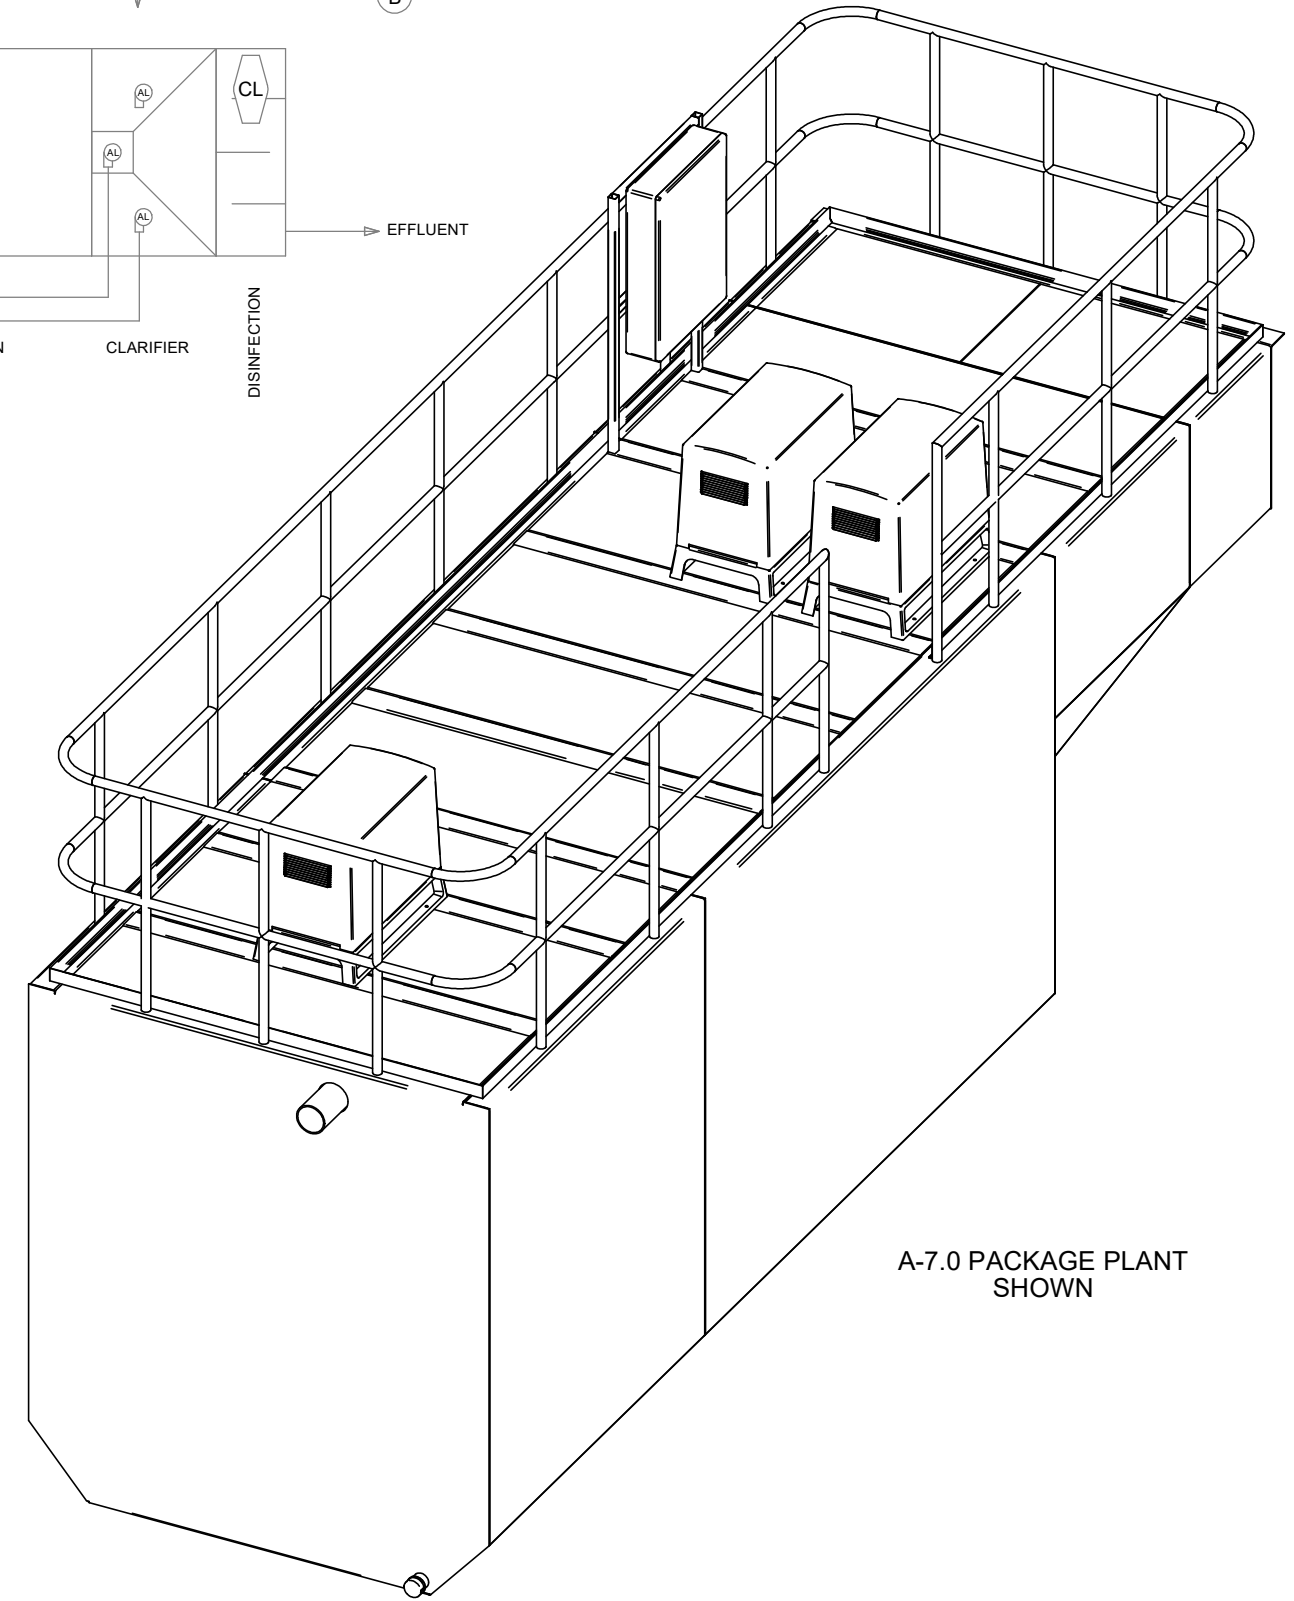 CL
AL
AL
AL
EFFLUENT
CLARIFIER
DISINFECTION
A-7.0 PACKAGE PLANT
SHOWN